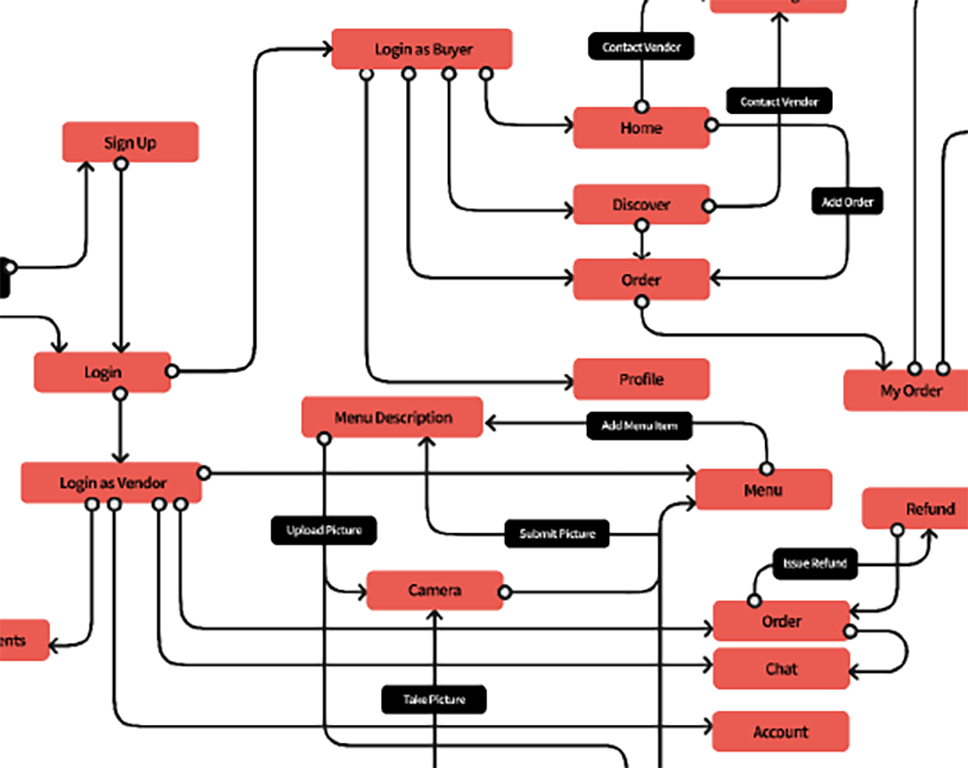 Login as Buyer
Contact Vendor
Contact Vendor
Home
Sign Up
Discover
Add Order
Order
Login
Profile
My Order
Menu Description
Add Menu Item
Login as Vendor
Menu
Refund
Upload Picture
Submit Picture
Issue Refund
Camera
Order
ents
Chat
Take Picture
Account